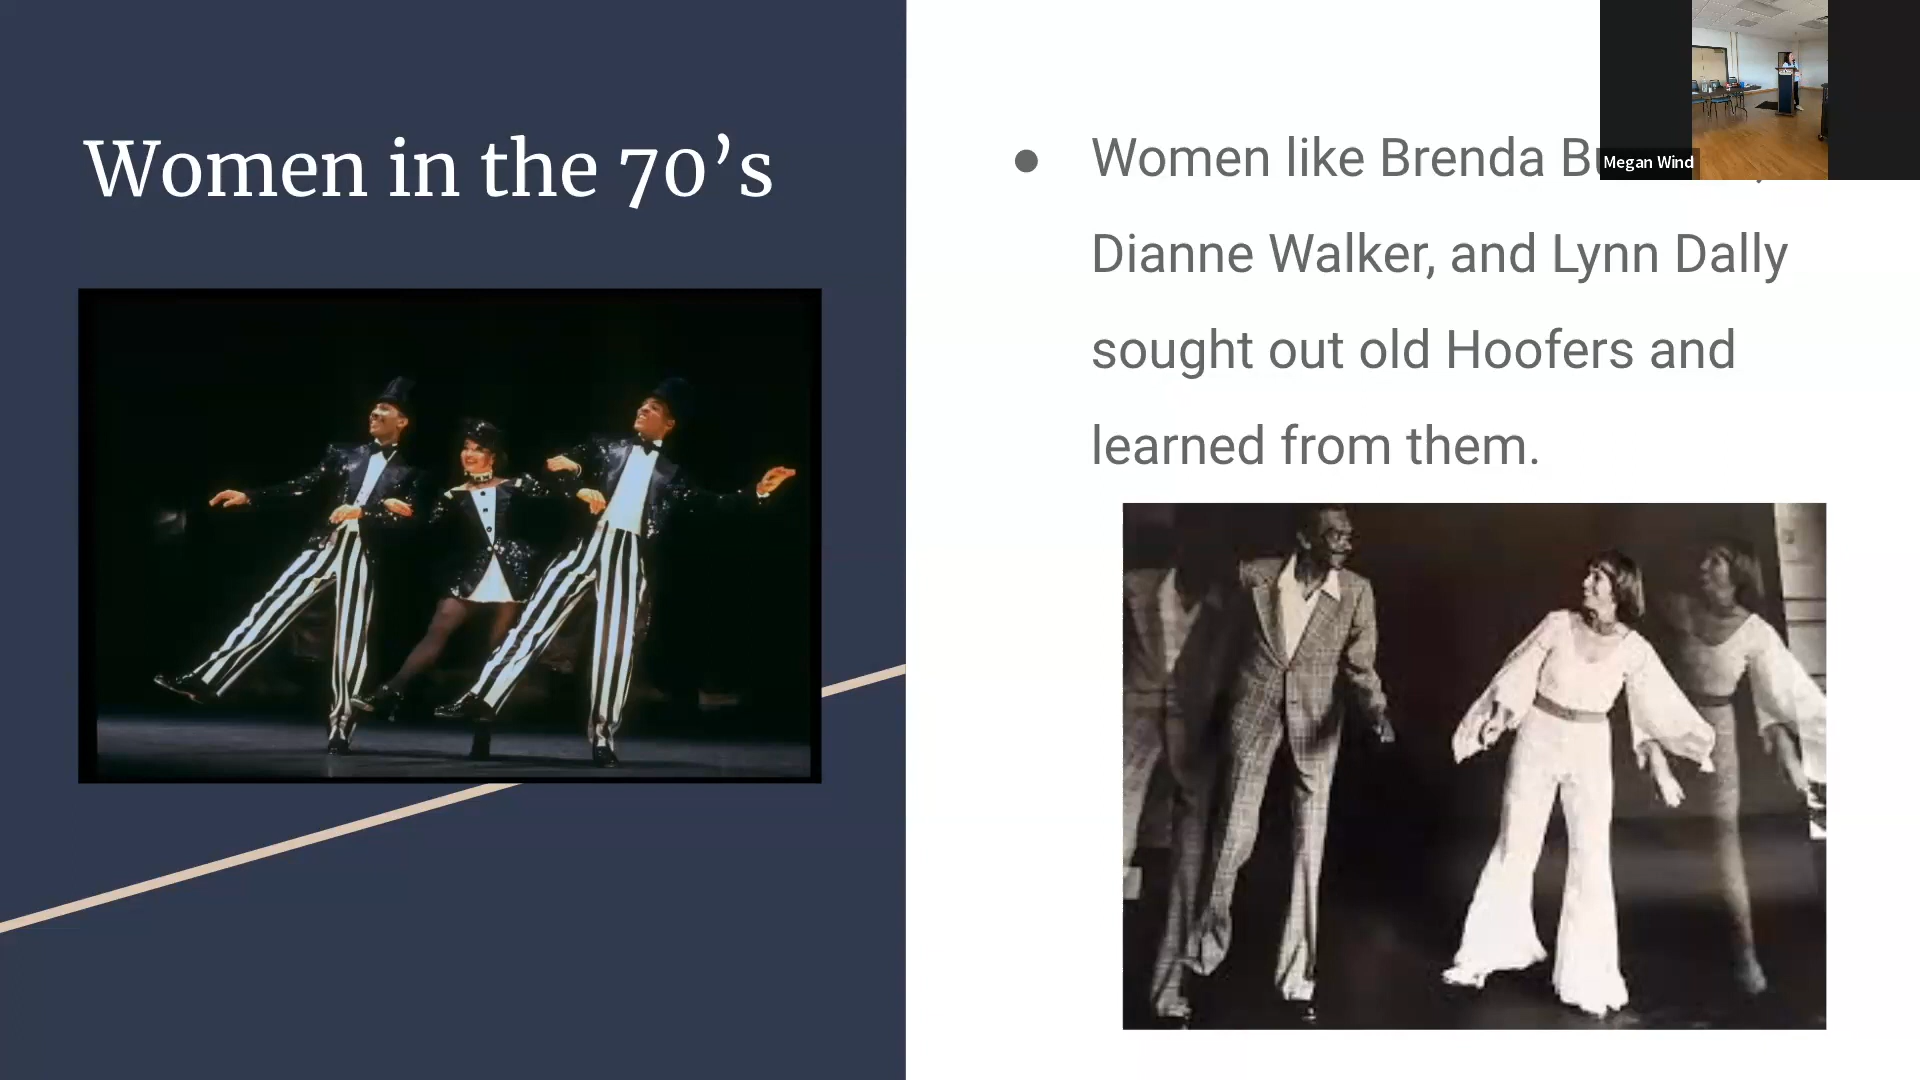 Women in the 70’s
● Women like Brenda
Dianne Walker, and Lynn Dally
sought out old Hoofers and
learned from them.
Megan Wind